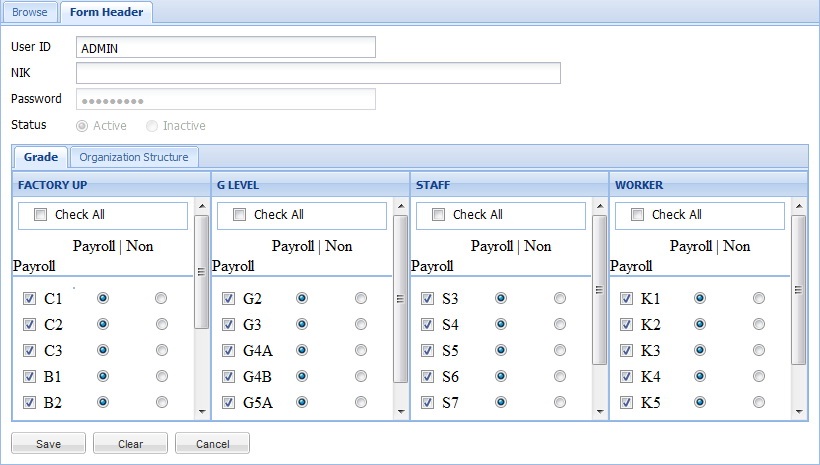 Browse Form Header
User ID ADMIN
NIK
Password •••••••••
Status Active Inactive
Grade Organization Structure
FACTORY UP G LEVEL STAFF WORKER
Check All Check All Check All Check All
Payroll | Non Payroll | Non Payroll | Non Payroll | Non
Payroll Payroll Payroll Payroll
C1 G2 S3 K1
C2 G3 S4 K2
C3 G4A S5 K3
B1 G4B S6 K4
B2 G5A S7 K5
Save Clear Cancel